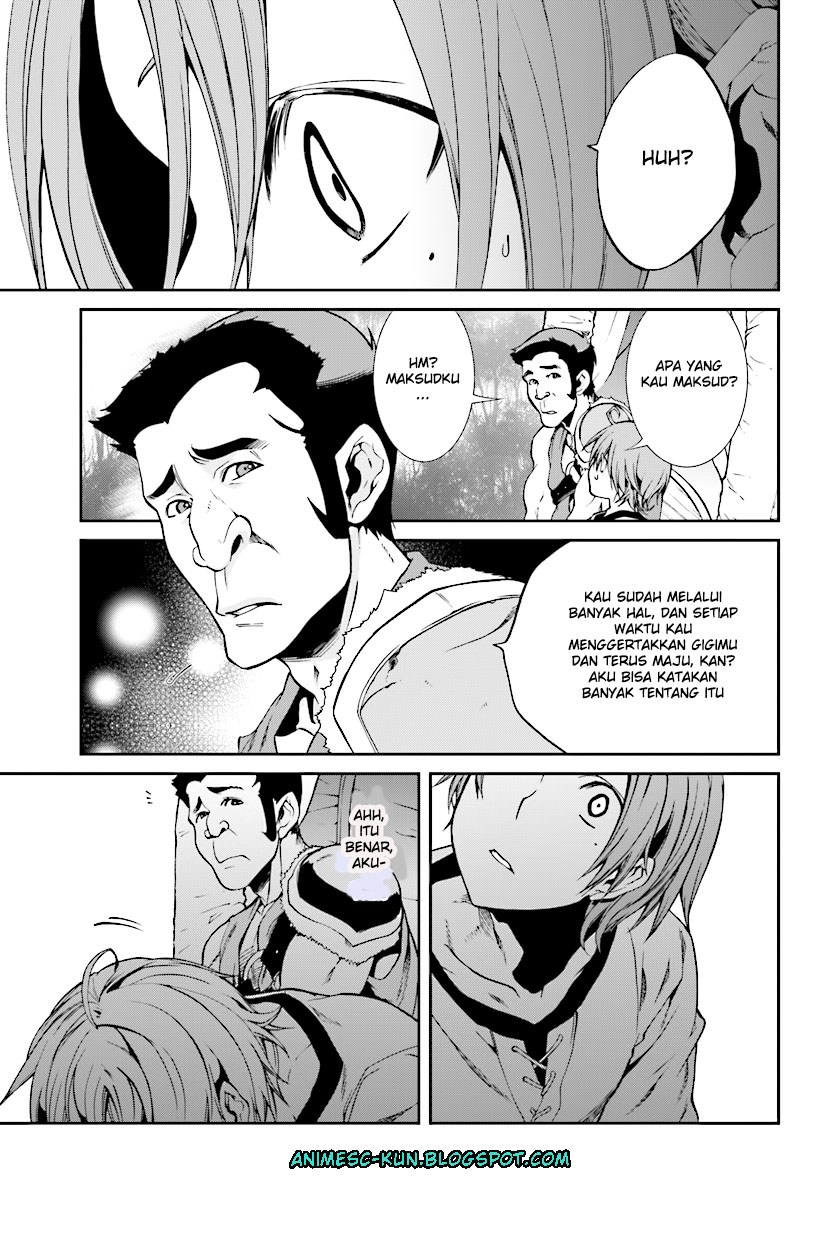 HUH?
APA YANG
KAU MAKSUD?
HM?
MAKSUDKU
...
KAU SUDAH MELALUI
BANYAK HAL, DAN SETIAP
WAKTU KAU
MENGGERTAKKAN GIGIMU
DAN TERUS MAJU, KAN?
AKU BISA KATAKAN
BANYAK TENTANG ITU
AHH,
ITU
BENAR,
AKU-
ANIMESC-KUN.BLOGSPOT.COM